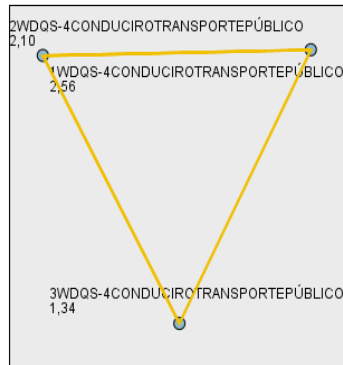 2WDQS-4CONDUCIROTRANSPORTEPÚBLICO
2,10
1WDQS-4CONDUCIROTRANSPORTEPÚBLICO
2,56
3WDQS-4CONDUCIROTRANSPORTEPÚBLICO
1,34